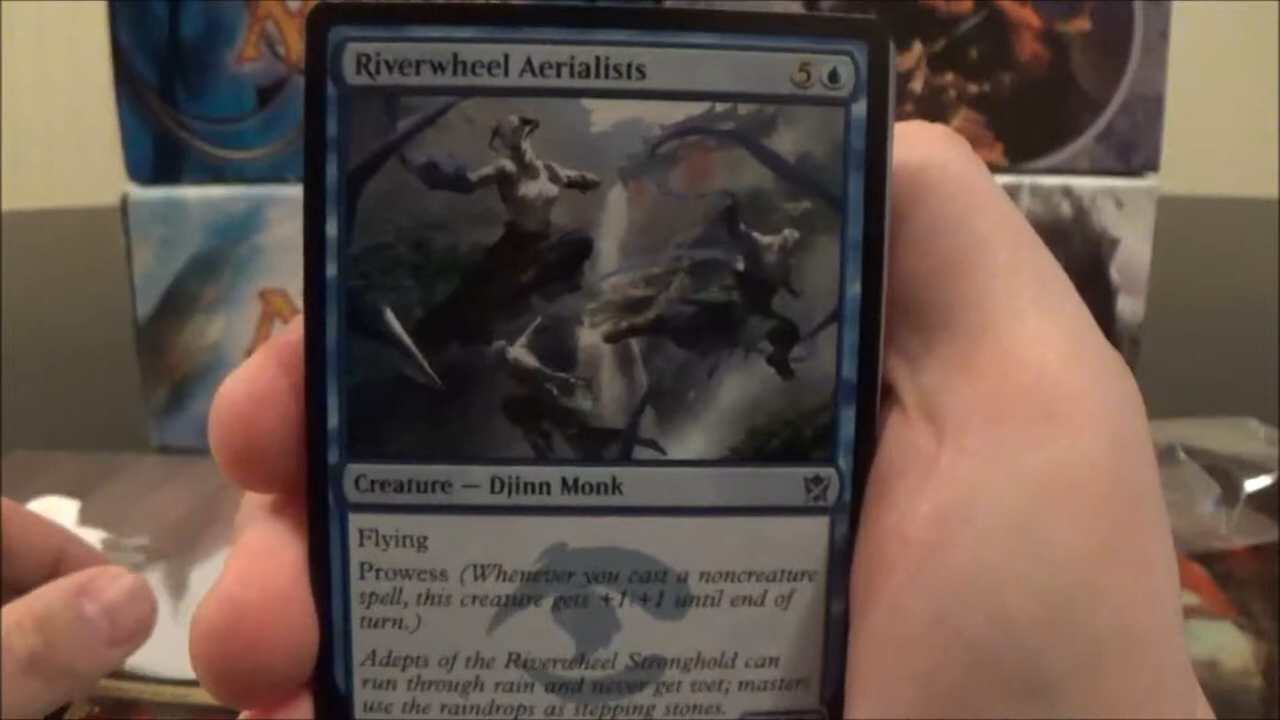 Riverwheel Aerialists 5
Creature — Djinn Monk
Flying
Prowess (Whenever you cast a noncreature
spell, this creature gets +1/+1 until end of
turn.)
Adepts of the Riverwheel Stronghold can
run through rain and never get wet; masters
use the raindrops as stepping stones.